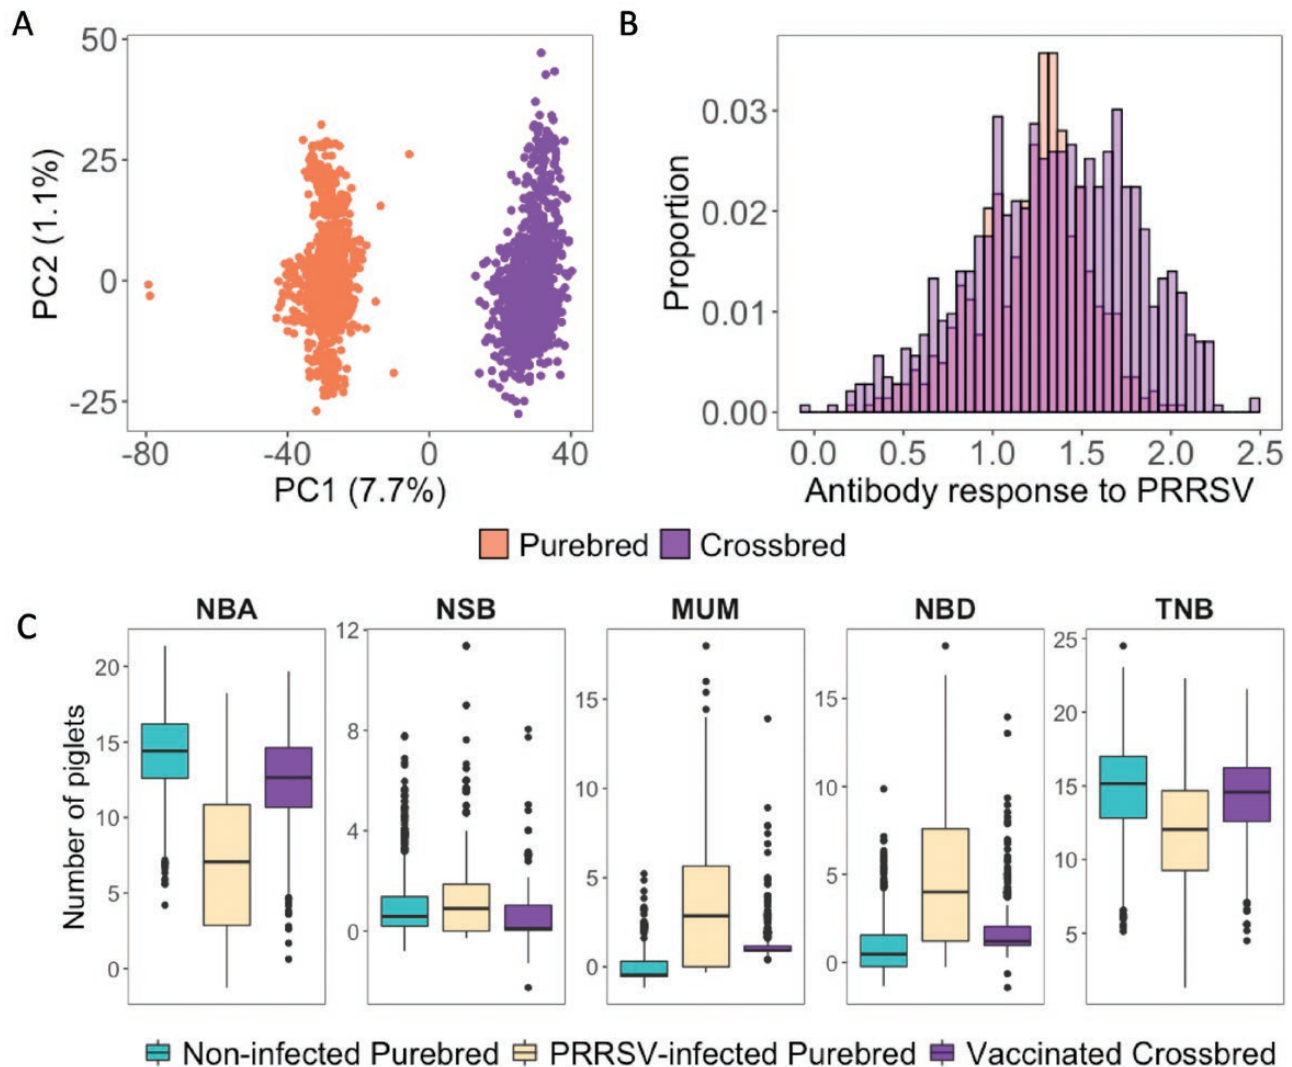 A
50
25
0
-25
PC2 (1.1%)
-80 -40 0 40
PC1 (7.7%)
B
0.03
0.02
0.01
0.00
Proportion
0.0 0.5 1.0 1.5 2.0 2.5
Antibody response to PRRSV
Purebred Crossbred
C
NBA NSB MUM NBD TNB
Number of piglets
20
15
10
5
0
12
8
4
0
15
10
5
0
15
10
5
0
25
20
15
10
5
Non-infected Purebred PRRSV-infected Purebred Vaccinated Crossbred